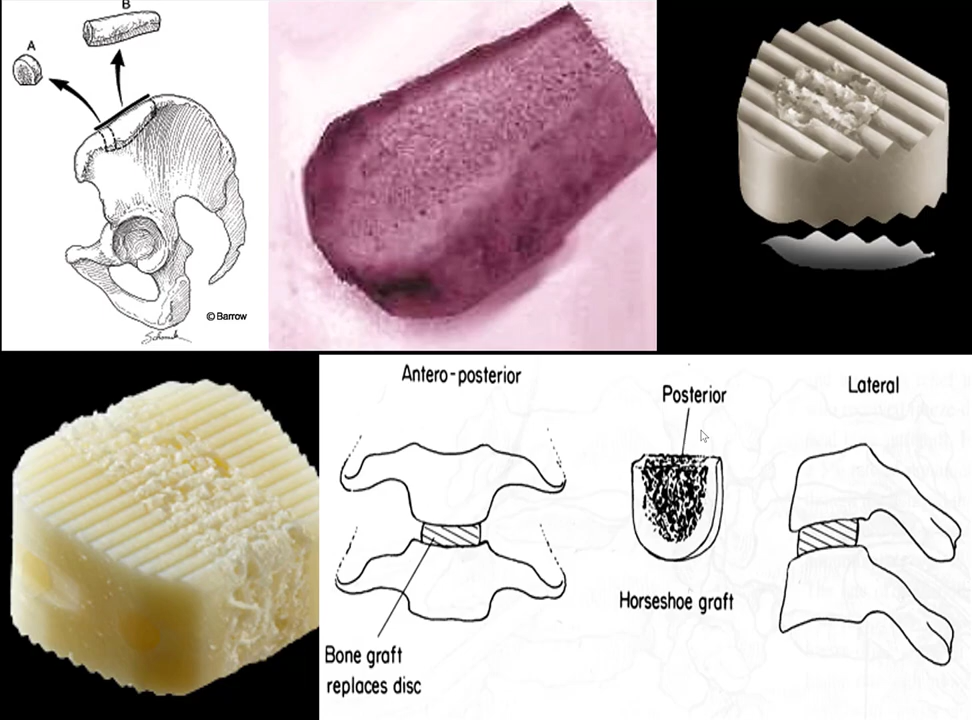 B
A
© Barrow
Antero-posterior
Posterior
Lateral
Horseshoe graft
Bone graft
replaces disc